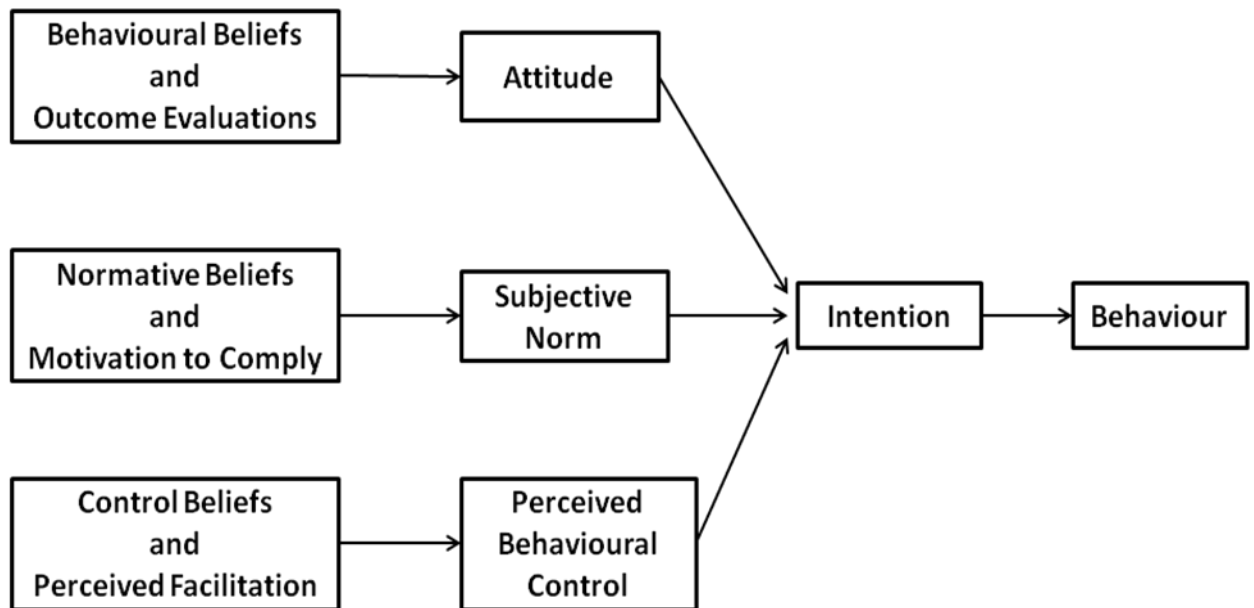 Behavioural Beliefs
and
Outcome Evaluations
Attitude
Normative Beliefs
and
Motivation to Comply
Subjective
Norm
Intention
Behaviour
Control Beliefs
and
Perceived Facilitation
Perceived
Behavioural
Control